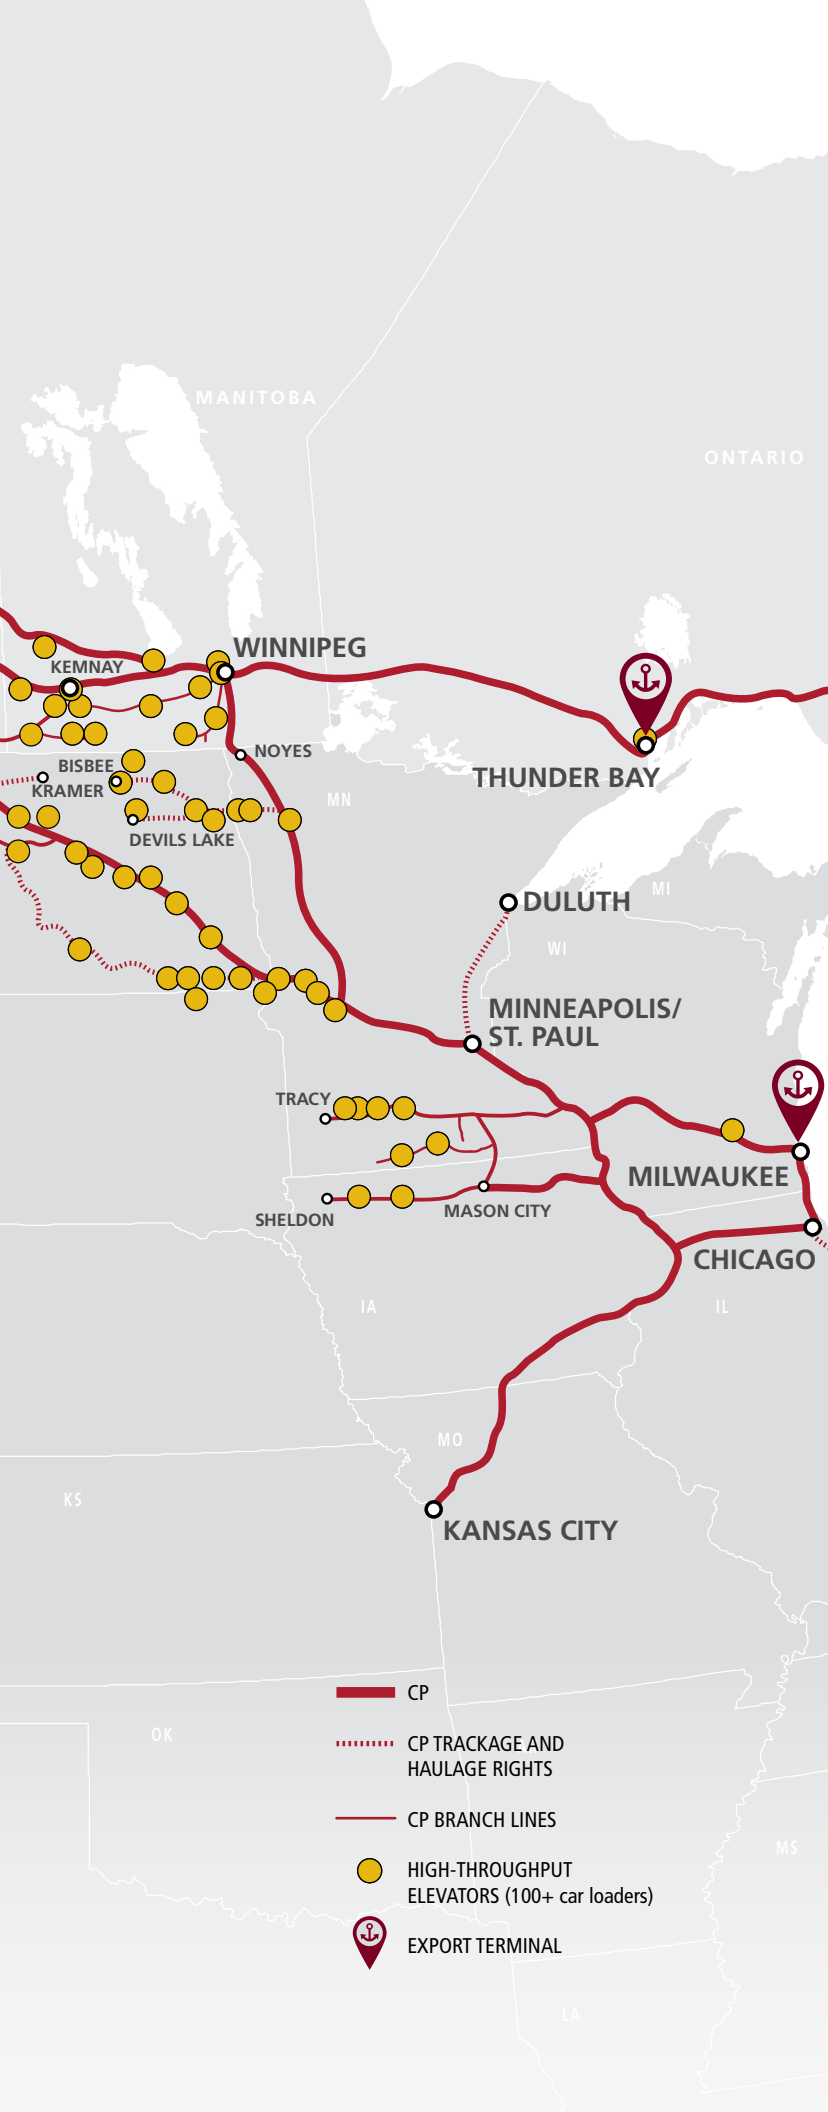 MANITOBA
ONTARIO
WINNIPEG
KEMNAY
NOYES
BISBEE
KRAMER
THUNDER BAY
MN
DEVILS LAKE
MI
DULUTH
WI
MINNEAPOLIS/
ST. PAUL
TRACY
MILWAUKEE
MASON CITY
SHELDON
CHICAGO
IA
IL
MO
KS
KANSAS CITY
CP
OK
CP TRACKAGE AND
HAULAGE RIGHTS
CP BRANCH LINES
MS
HIGH-THROUGHPUT
ELEVATORS (100+ car loaders)
EXPORT TERMINAL
LA